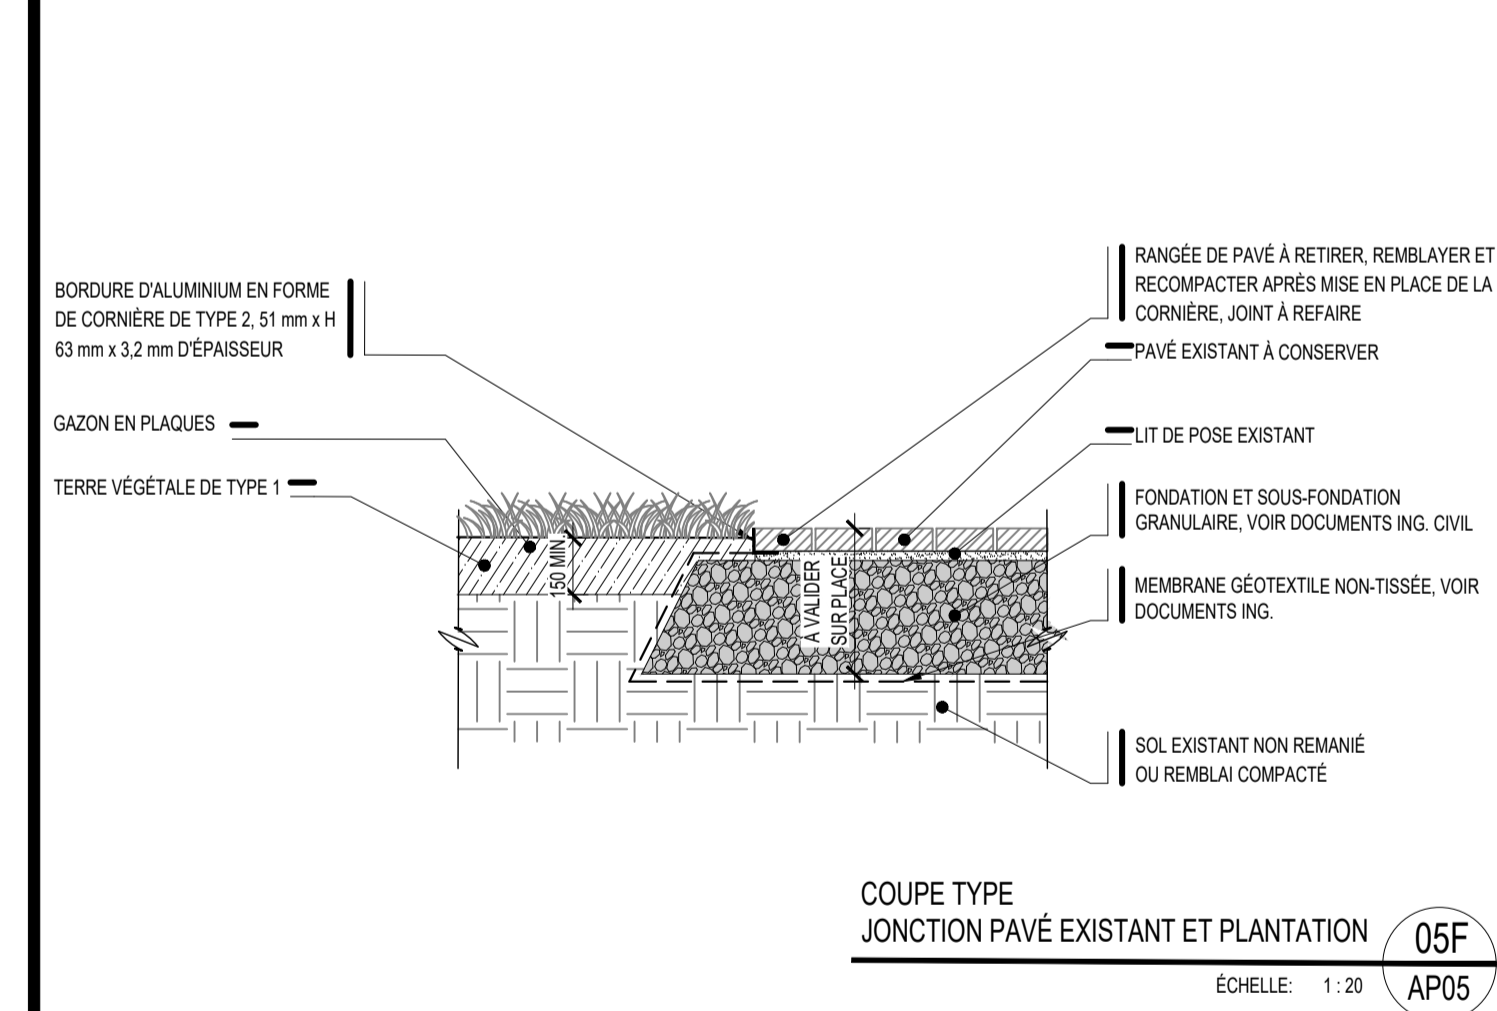 BORDURE D'ALUMINIUM EN FORME
DE CORNIÈRE DE TYPE 2, 51 mm x H
63 mm x 3,2 mm D'ÉPAISSEUR
GAZON EN PLAQUES
TERRE VÉGÉTALE DE TYPE 1
150 MIN.
À VALIDER
SUR PLACE
RANGÉE DE PAVÉ À RETIRER, REMBLAYER ET
RECOMPACTER APRÈS MISE EN PLACE DE LA
CORNIÈRE, JOINT À REFAIRE
PAVÉ EXISTANT À CONSERVER
LIT DE POSE EXISTANT
FONDATION ET SOUS-FONDATION
GRANULAIRE, VOIR DOCUMENTS ING. CIVIL
MEMBRANE GÉOTEXTILE NON-TISSÉE, VOIR
DOCUMENTS ING.
SOL EXISTANT NON REMANIÉ
OU REMBLAI COMPACTÉ
COUPE TYPE
JONCTION PAVÉ EXISTANT ET PLANTATION
05F
ÉCHELLE: 1 : 20
AP05